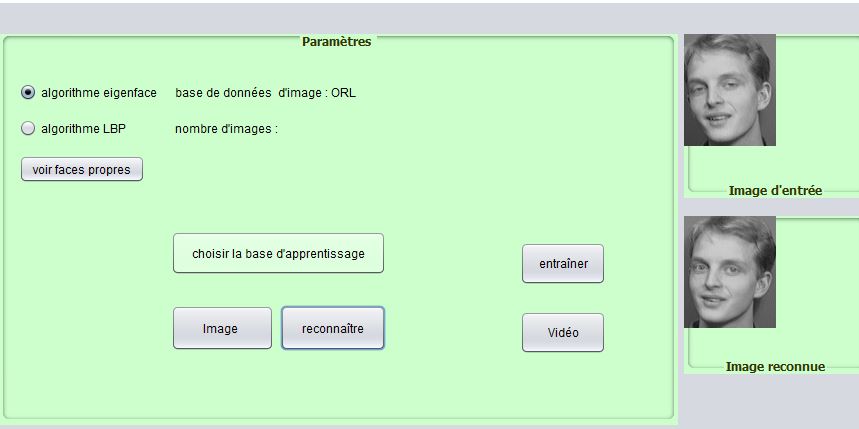 Paramètres
algorithme eigenface base de données d'image : ORL
algorithme LBP nombre d'images :
voir faces propres
choisir la base d'apprentissage
entraîner
Image reconnaître
Vidéo
Image d'entrée
Image reconnue